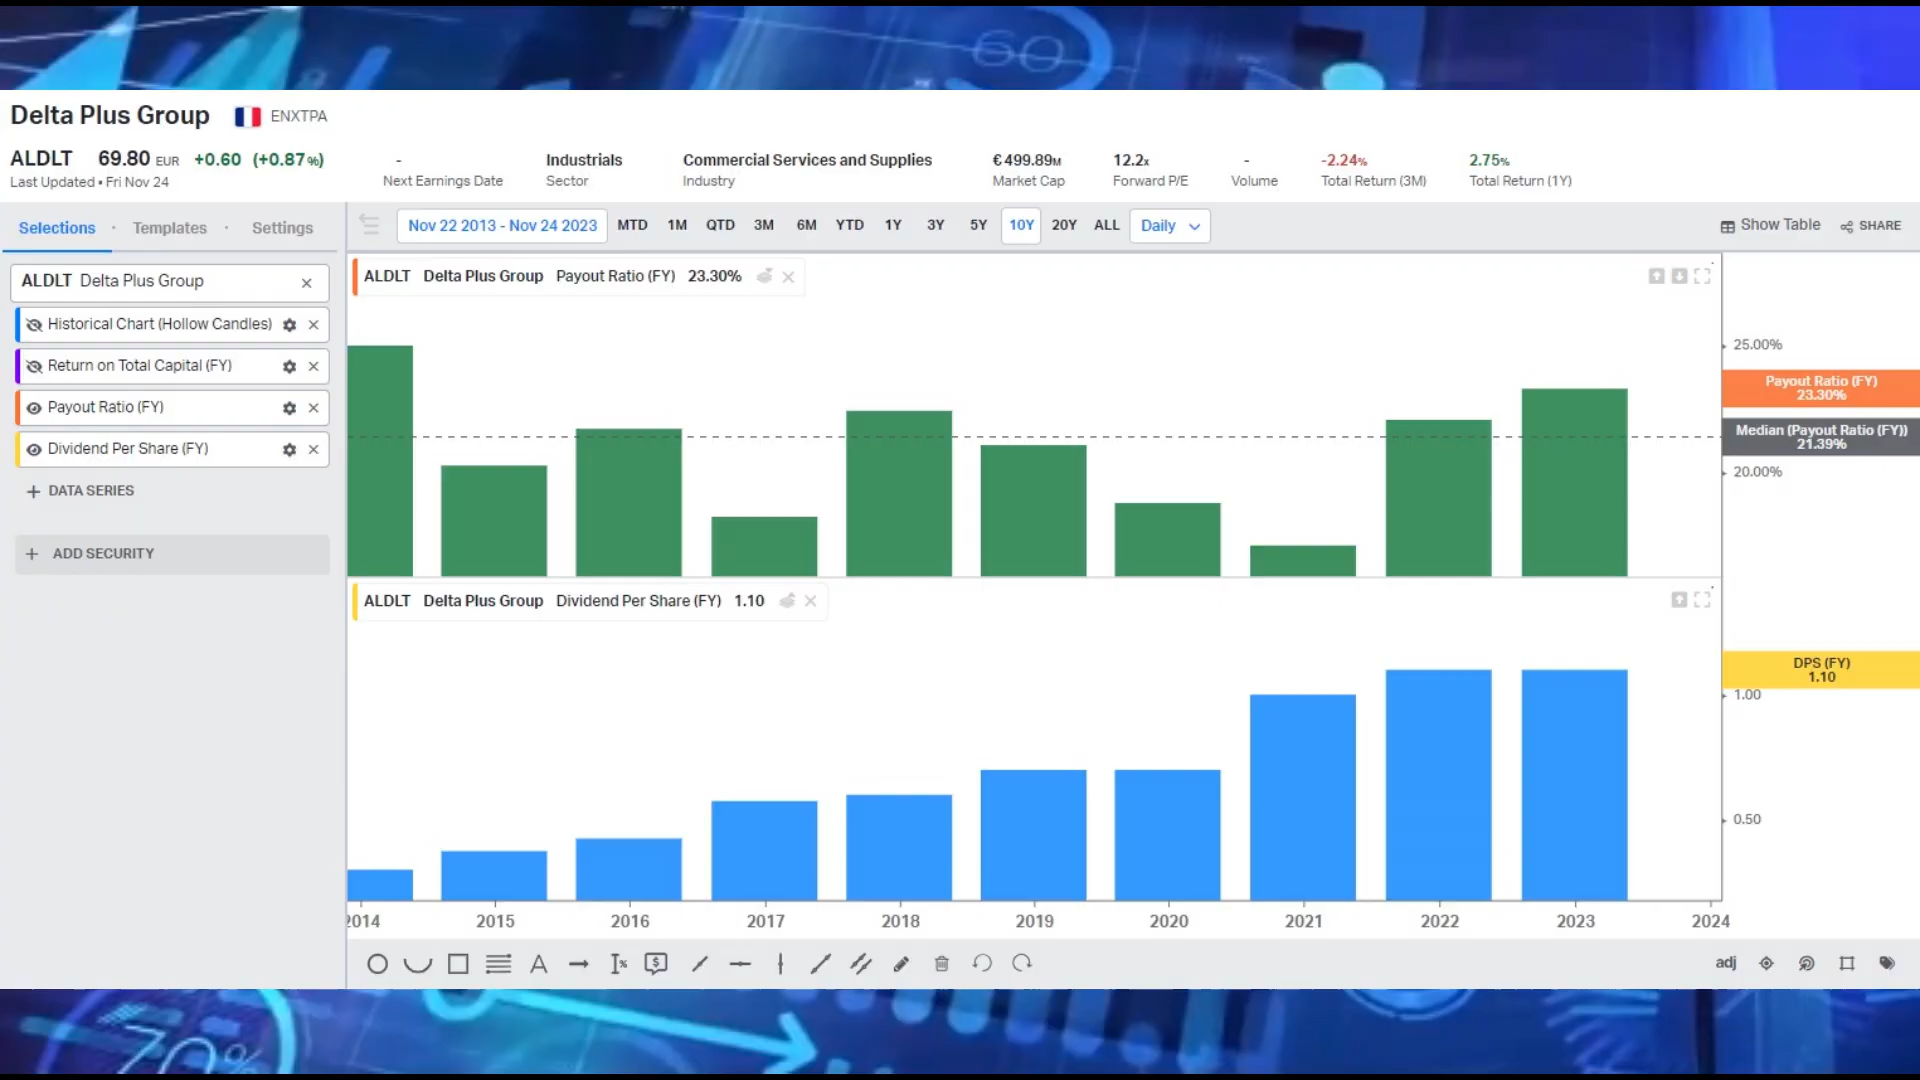 60
Delta Plus Group ENXTPA
ALDLT 69.80 EUR +0.60 (+0.87%)
Last Updated • Fri Nov 24
-
Next Earnings Date
Industrials
Sector
Commercial Services and Supplies
Industry
€499.89M
Market Cap
12.2x
Forward P/E
-
Volume
-2.24%
Total Return (3M)
2.75%
Total Return (1Y)
Selections · Templates · Settings
Nov 22 2013 - Nov 24 2023 MTD 1M QTD 3M 6M YTD 1Y 3Y 5Y 10Y 20Y ALL Daily
Show Table SHARE
ALDLT Delta Plus Group
Historical Chart (Hollow Candles)
Return on Total Capital (FY)
Payout Ratio (FY)
Dividend Per Share (FY)
+ DATA SERIES
+ ADD SECURITY
ALDLT Delta Plus Group Payout Ratio (FY) 23.30%
25.00%
Payout Ratio (FY)
23.30%
Median (Payout Ratio (FY))
21.39%
20.00%
ALDLT Delta Plus Group Dividend Per Share (FY) 1.10
DPS (FY)
1.10
1.00
0.50
2014 2015 2016 2017 2018 2019 2020 2021 2022 2023 2024
adj
70%